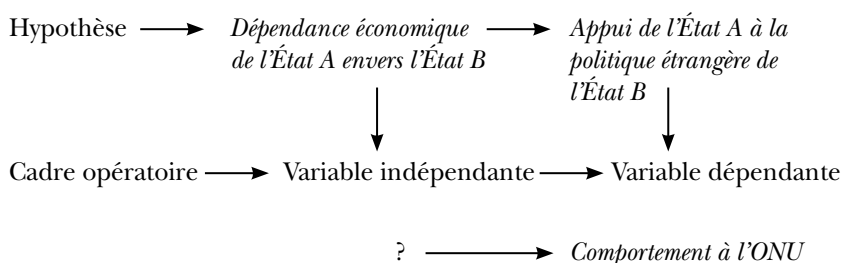 Hypothèse Dépendance économique Appui de l’État A à la
de l’État A envers l’État B politique étrangère de
l’État B
Cadre opératoire Variable indépendante Variable dépendante
? Comportement à l’ONU